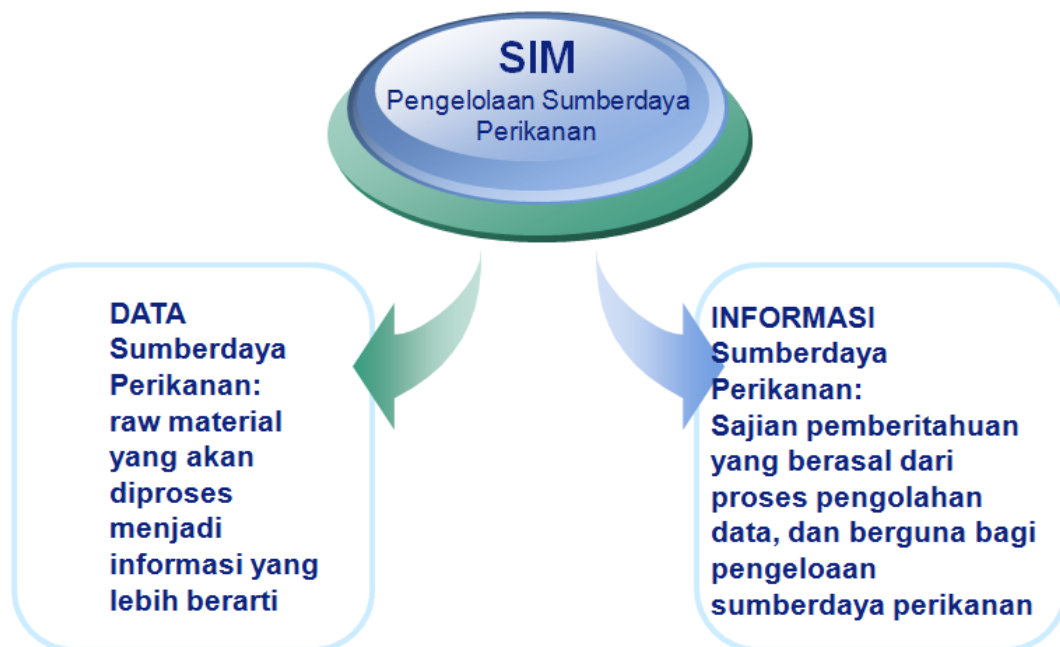 SIM
Pengelolaan Sumberdaya
Perikanan
DATA
Sumberdaya
Perikanan:
raw material
yang akan
diproses
menjadi
informasi yang
lebih berarti
INFORMASI
Sumberdaya
Perikanan:
Sajian pemberitahuan
yang berasal dari
proses pengolahan
data, dan berguna bagi
pengeloaan
sumberdaya perikanan